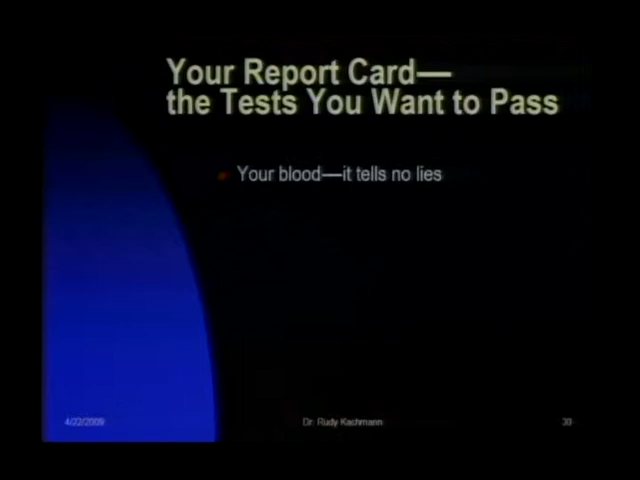 Your Report Card—
the Tests You Want to Pass
Your blood—it tells no lies
4/22/2009
Dr. Rudy Kachmann